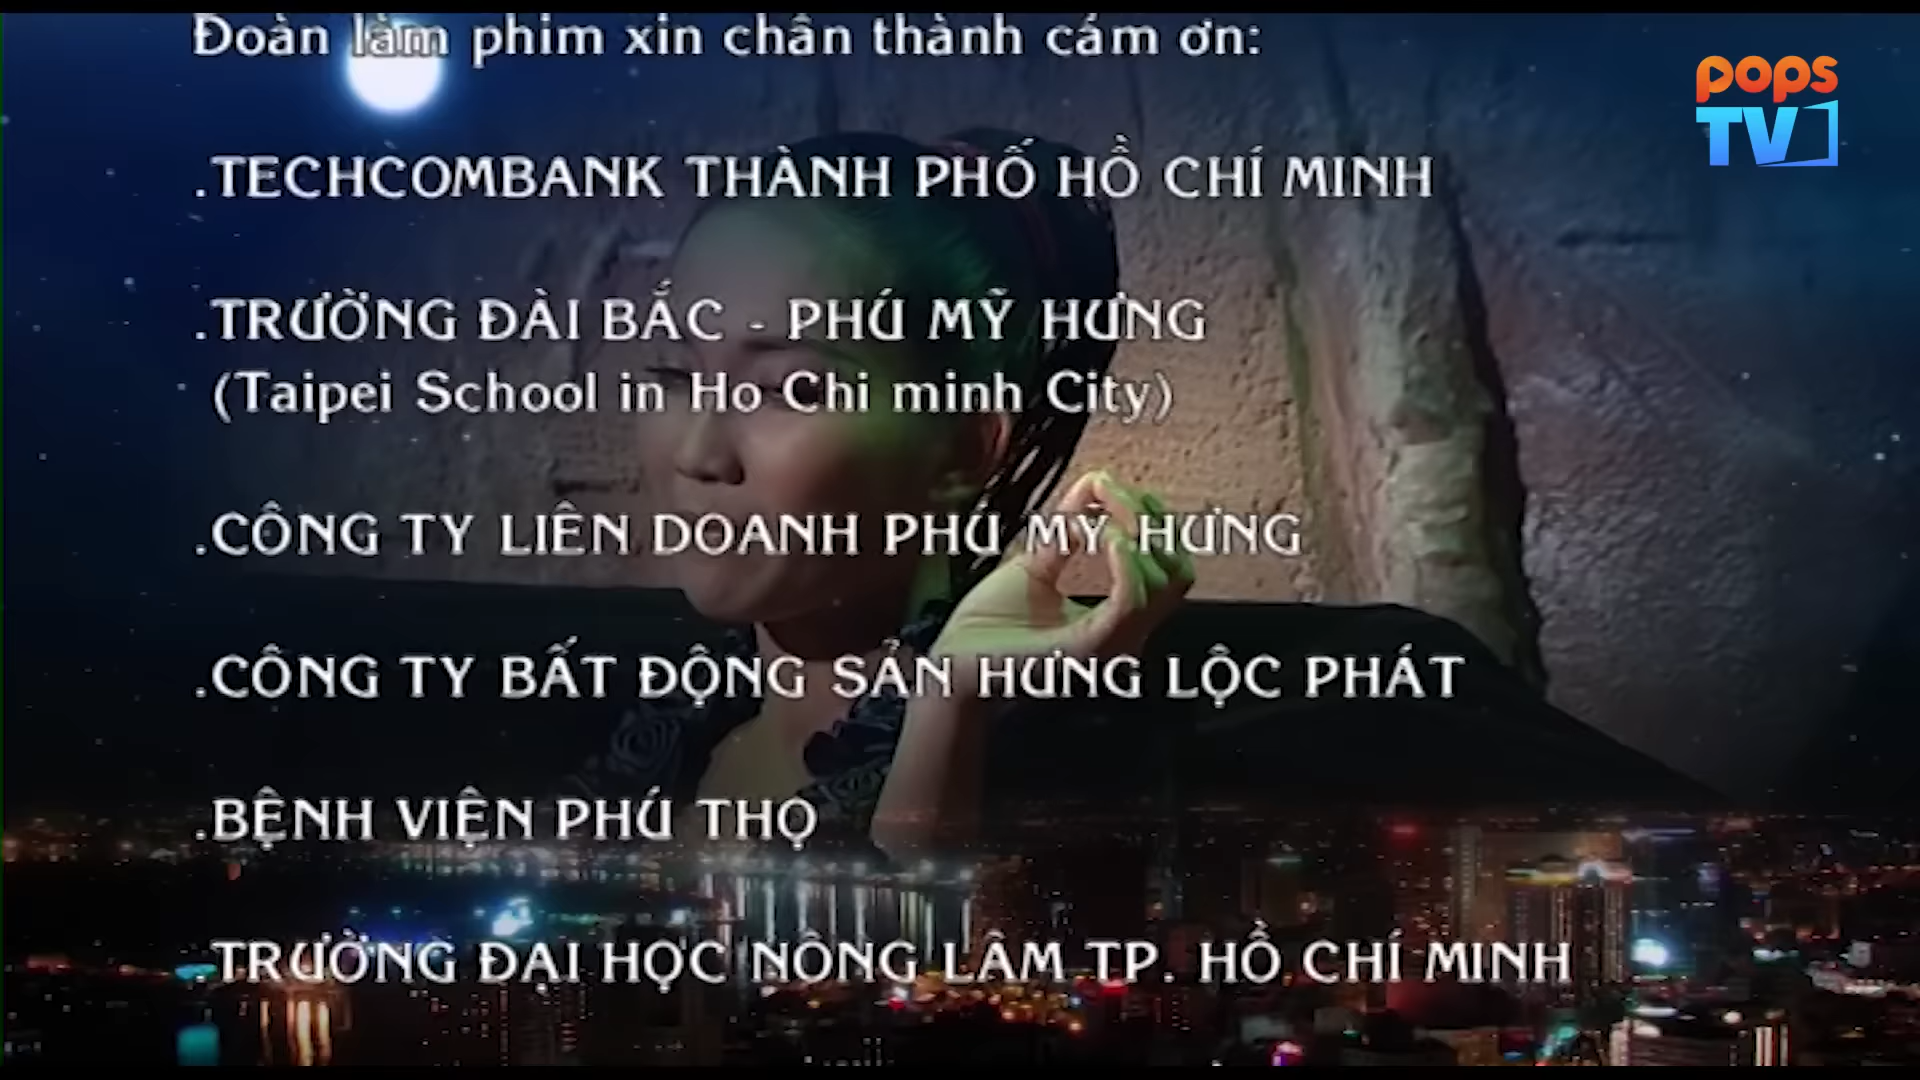 Đoàn làm phim xin chân thành cám ơn:
pops
TV
.TECHCOMBANK THÀNH PHỐ HỒ CHÍ MINH
.TRƯỜNG ĐÀI BẮC - PHÚ MỸ HƯNG
(Taipei School in Ho Chi minh City)
.CÔNG TY LIÊN DOANH PHÚ MỸ HƯNG
.CÔNG TY BẤT ĐỘNG SẢN HƯNG LỘC PHÁT
.BỆNH VIỆN PHÚ THỌ
.TRƯỜNG ĐẠI HỌC NÔNG LÂM TP. HỒ CHÍ MINH